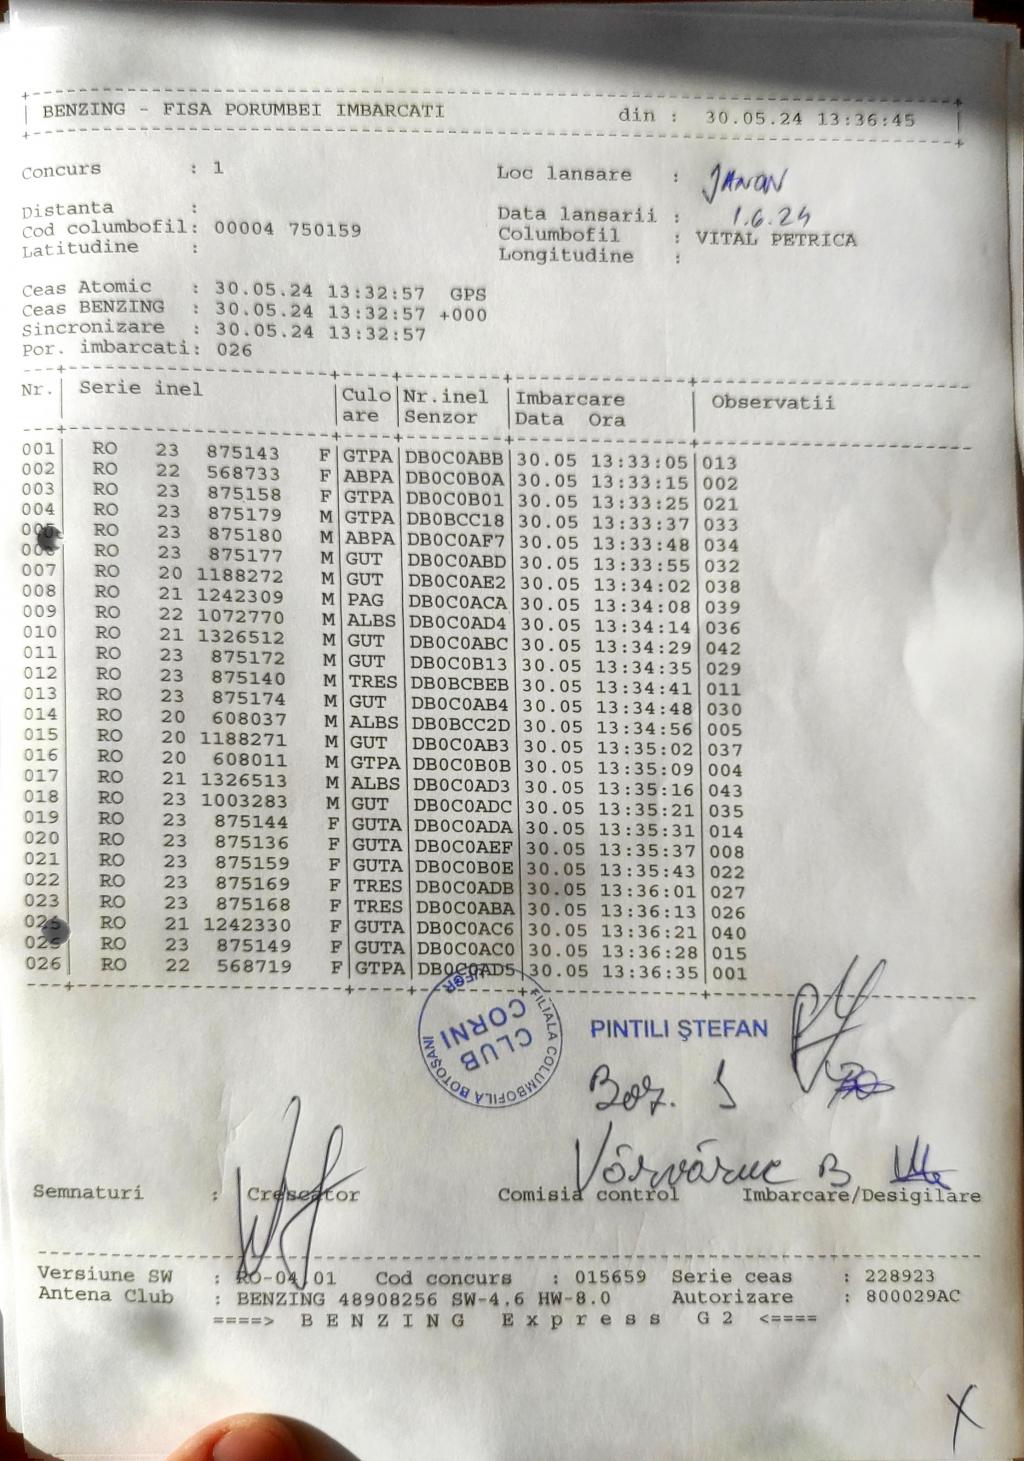 BENZING - FISA PORUMBEI IMBARCATI din : 30.05.24 13:36:45
Concurs : 1 Loc lansare : JANON
Distanta : Data lansarii : 1.6.24
Cod columbofil: 00004 750159 Columbofil : VITAL PETRICA
Latitudine : Longitudine :
Ceas Atomic : 30.05.24 13:32:57 GPS
Ceas BENZING : 30.05.24 13:32:57 +000
Sincronizare : 30.05.24 13:32:57
Por. imbarcati: 026
Nr. Serie inel Culo Nr.inel Imbarcare Observatii
are Senzor Data Ora
001 RO 23 875143 F GTPA DB0C0ABB 30.05 13:33:05 013
002 RO 22 568733 F ABPA DB0C0B0A 30.05 13:33:15 002
003 RO 23 875158 F GTPA DB0C0B01 30.05 13:33:25 021
004 RO 23 875179 M GTPA DB0BCC18 30.05 13:33:37 033
005 RO 23 875180 M ABPA DB0C0AF7 30.05 13:33:48 034
006 RO 23 875177 M GUT DB0C0ABD 30.05 13:33:55 032
007 RO 20 1188272 M GUT DB0C0AE2 30.05 13:34:02 038
008 RO 21 1242309 M PAG DB0C0ACA 30.05 13:34:08 039
009 RO 22 1072770 M ALBS DB0C0AD4 30.05 13:34:14 036
010 RO 21 1326512 M GUT DB0C0ABC 30.05 13:34:29 042
011 RO 23 875172 M GUT DB0C0B13 30.05 13:34:35 029
012 RO 23 875140 M TRES DB0BCBEB 30.05 13:34:41 011
013 RO 23 875174 M GUT DB0C0AB4 30.05 13:34:48 030
014 RO 20 608037 M ALBS DB0BCC2D 30.05 13:34:56 005
015 RO 20 1188271 M GUT DB0C0AB3 30.05 13:35:02 037
016 RO 20 608011 M GTPA DB0C0B0B 30.05 13:35:09 004
017 RO 21 1326513 M ALBS DB0C0AD3 30.05 13:35:16 043
018 RO 23 1003283 M GUT DB0C0ADC 30.05 13:35:21 035
019 RO 23 875144 F GUTA DB0C0ADA 30.05 13:35:31 014
020 RO 23 875136 F GUTA DB0C0AEF 30.05 13:35:37 008
021 RO 23 875159 F GUTA DB0C0B0E 30.05 13:35:43 022
022 RO 23 875169 F TRES DB0C0ADB 30.05 13:36:01 027
023 RO 23 875168 F TRES DB0C0ABA 30.05 13:36:13 026
024 RO 21 1242330 F GUTA DB0C0AC6 30.05 13:36:21 040
025 RO 23 875149 F GUTA DB0C0AC0 30.05 13:36:28 015
026 RO 22 568719 F GTPA DB0C0AD5 30.05 13:36:35 001
FILIALA COLUMBOFILA BOTOȘANI
CLUB
CORNI
PINTILI ŞTEFAN
Semnaturi : Crescator Comisia control Imbarcare/Desigilare
Versiune SW : RO-04.01 Cod concurs : 015659 Serie ceas : 228923
Antena Club : BENZING 48908256 SW-4.6 HW-8.0 Autorizare : 800029AC
====> B E N Z I N G E x p r e s s G 2 <====
X